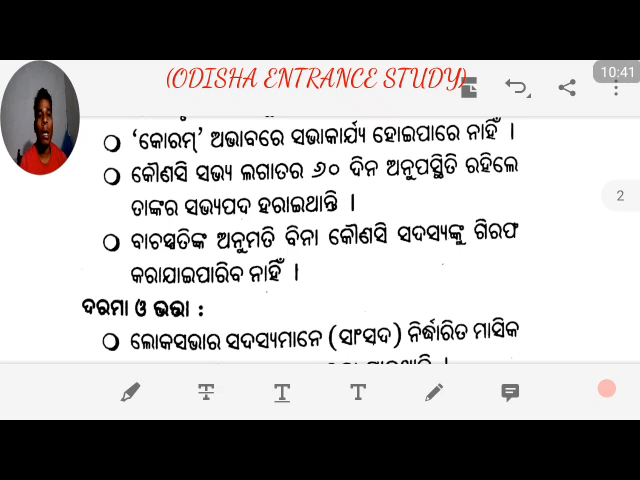 (ODISHA ENTRANCE STUDY)
10:41
○ ‘କୋରମ୍’ ଅଭାବରେ ସଭାକାର୍ଯ୍ୟ ହୋଇପାରେ ନାହିଁ ।
○ କୌଣସି ସଭ୍ୟ ଲଗାତର ୬୦ ଦିନ ଅନୁପସ୍ଥିତି ରହିଲେ
ତାଙ୍କର ସଭ୍ୟପଦ ହରାଇଥାନ୍ତି ।
2
○ ବାଚସ୍ପତିଙ୍କ ଅନୁମତି ବିନା କୌଣସି ସଦସ୍ୟଙ୍କୁ ଗିରଫ
କରାଯାଇପାରିବ ନାହିଁ ।
ଦରମା ଓ ଭତ୍ତା :
○ ଲୋକସଭାର ସଦସ୍ୟମାନେ (ସାଂସଦ) ନିର୍ଦ୍ଧାରିତ ମାସିକ